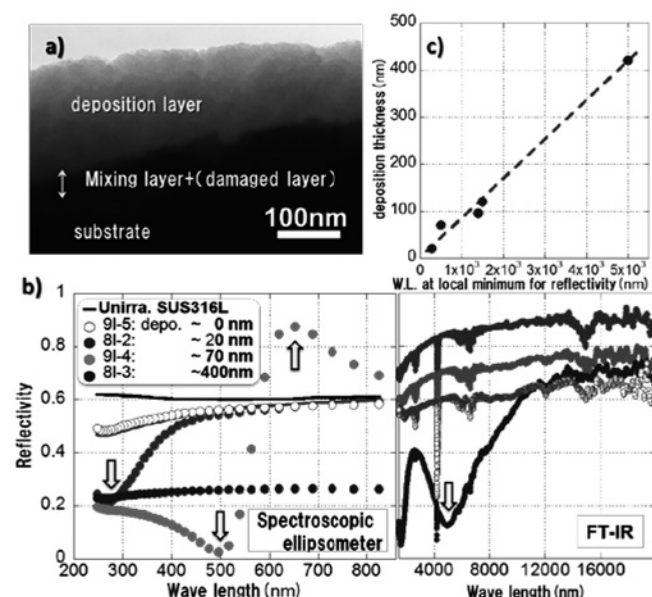 a)
deposition layer
Mixing layer+(damaged layer)
substrate
100nm
c)
deposition thickness (nm)
500
400
300
200
100
0
0 1x10³ 2x10³ 3x10³ 4x10³ 5x10³
W.L. at local minimum for reflectivity(nm)
b)
Reflectivity
1
0.8
0.6
0.4
0.2
0
Unirra. SUS316L
9I-5: depo. ~ 0 nm
8I-2: ~ 20 nm
9I-4: ~ 70 nm
8I-3: ~400nm
Spectroscopic
ellipsometer
200 300 400 500 600 700 800
Wave length(nm)
FT-IR
4000 8000 12000 16000
Wave length(nm)